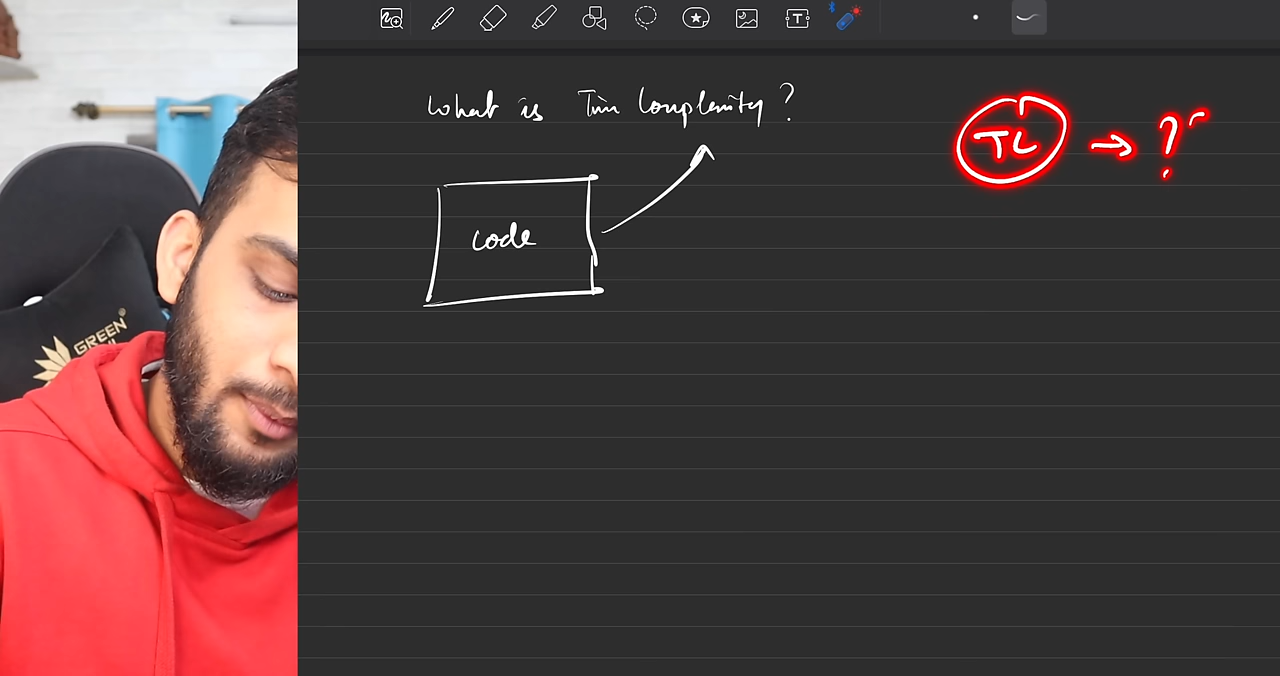 What is Time Complexity?
TC → ?
code
GREEN